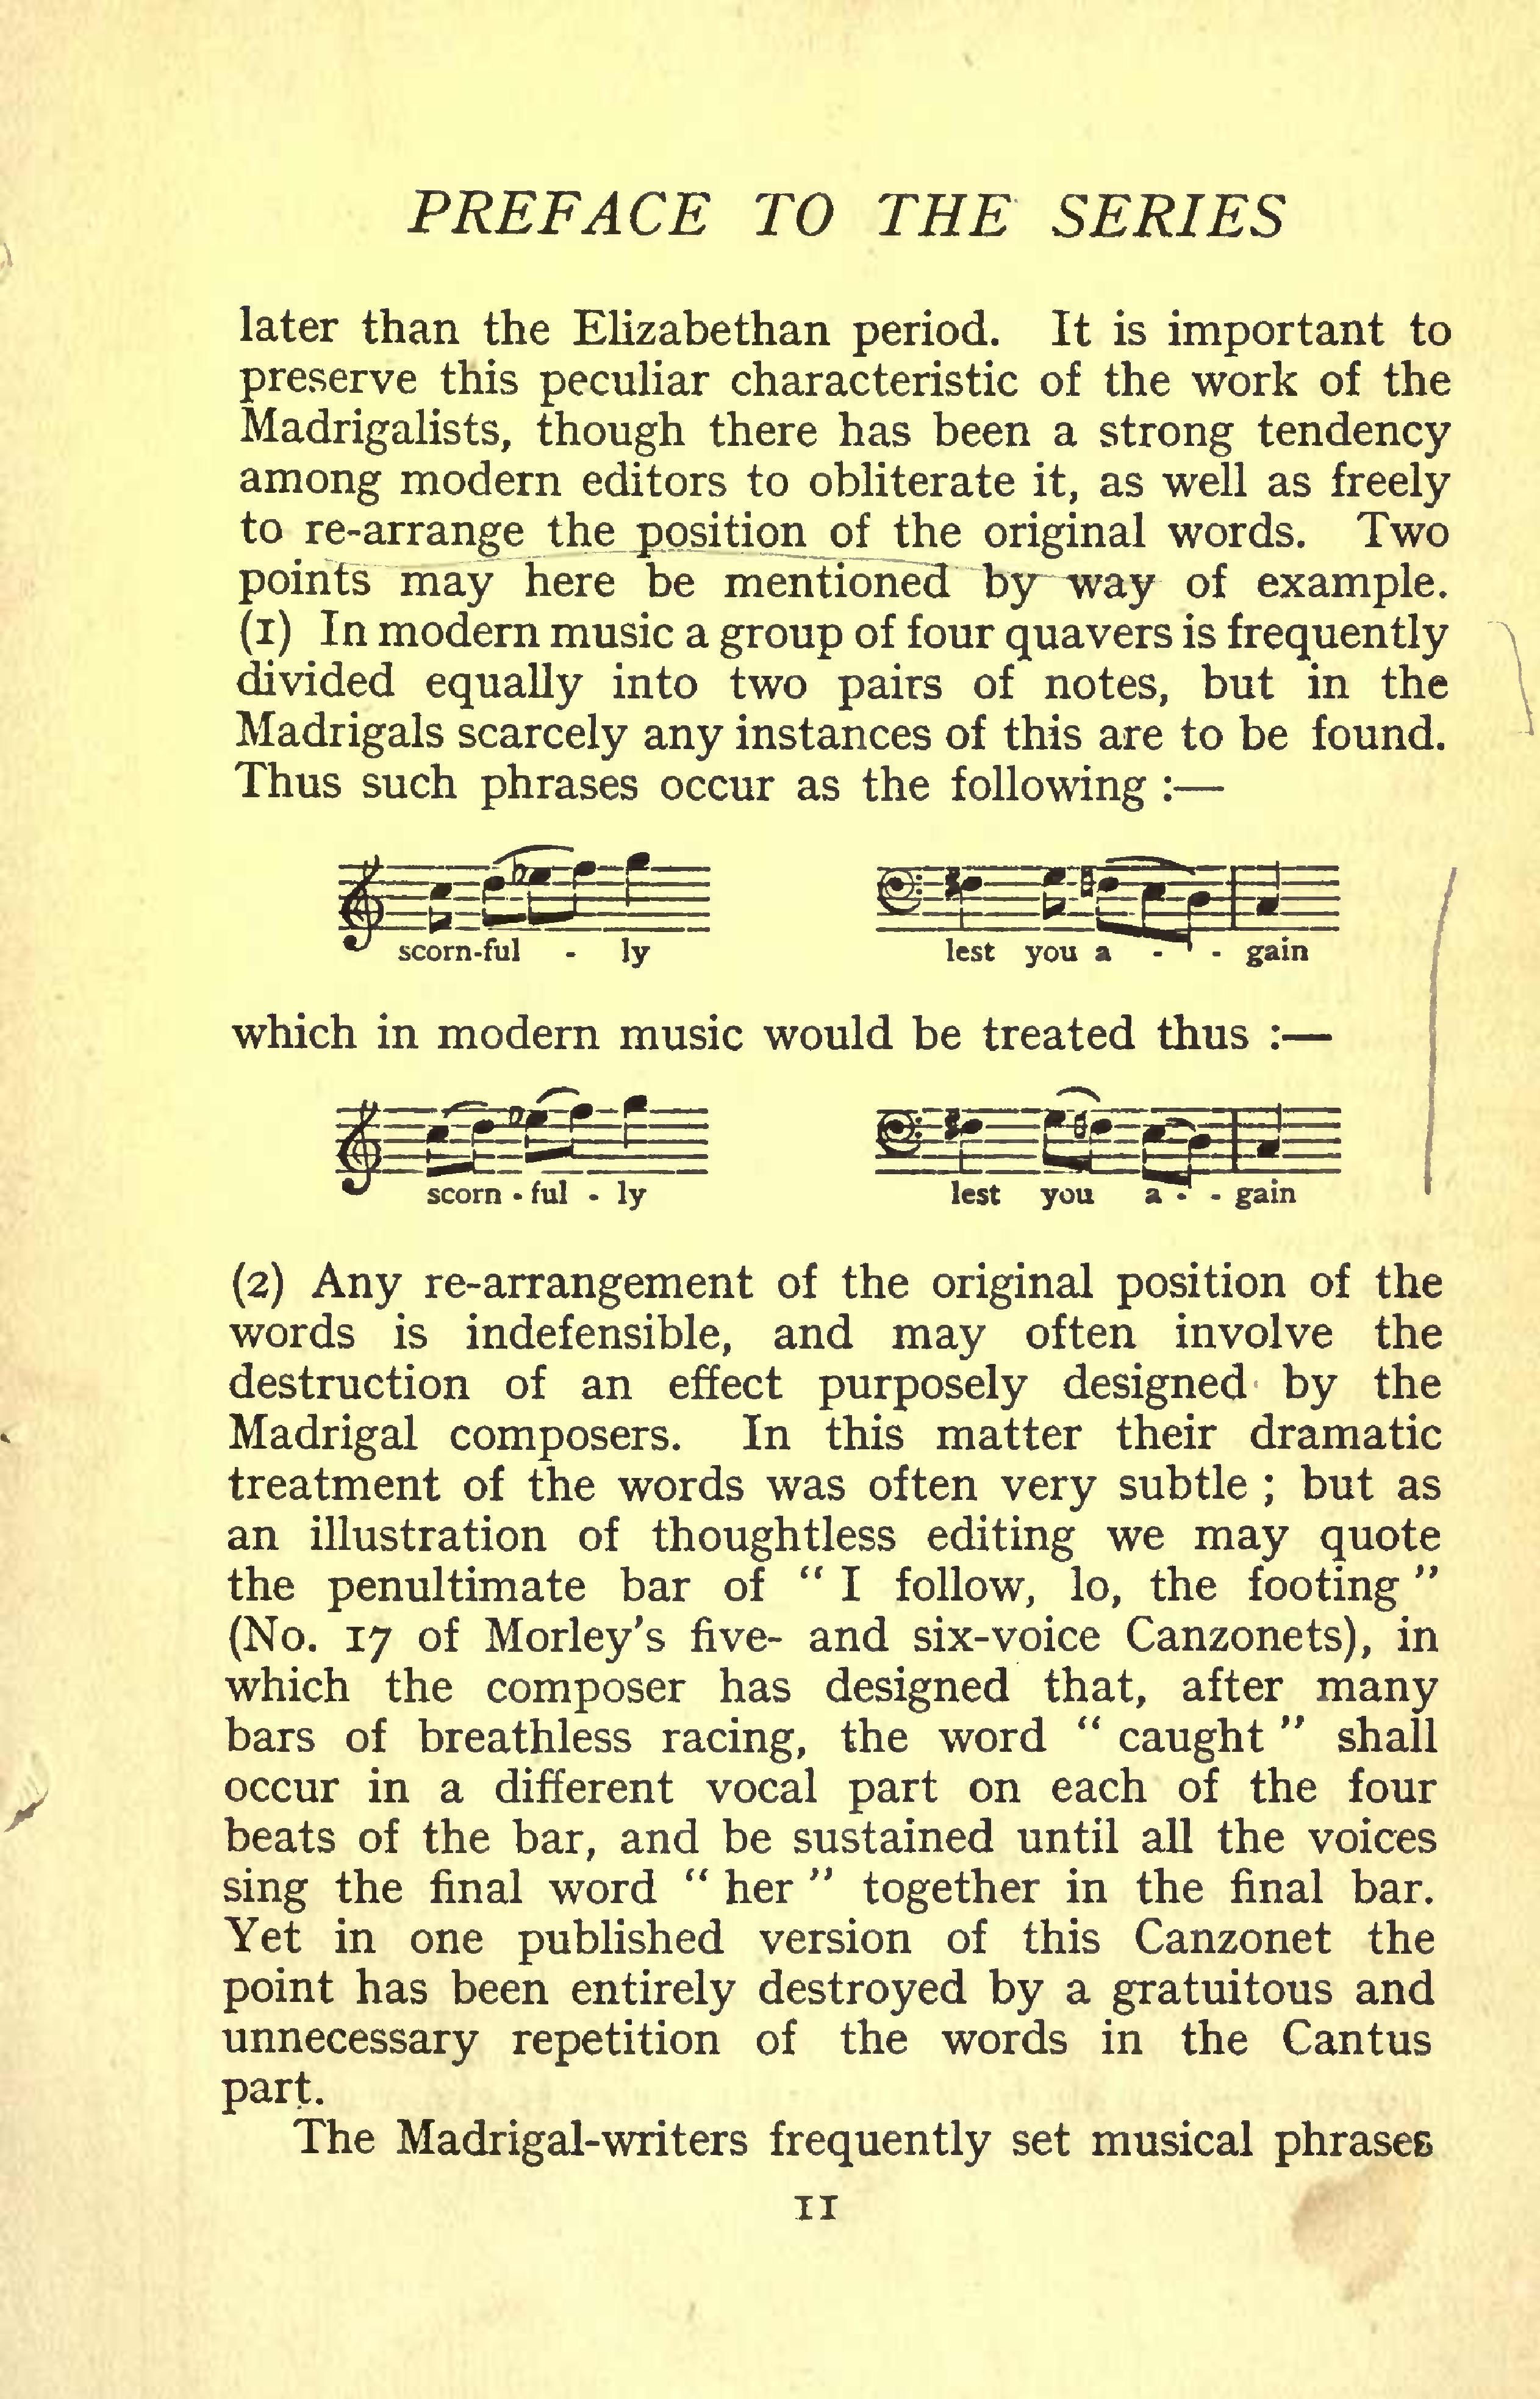 PREFACE TO THE SERIES
later than the Elizabethan period. It is important to
preserve this peculiar characteristic of the work of the
Madrigalists, though there has been a strong tendency
among modern editors to obliterate it, as well as freely
to re-arrange the position of the original words. Two
points may here be mentioned by way of example.
(1) In modern music a group of four quavers is frequently
divided equally into two pairs of notes, but in the
Madrigals scarcely any instances of this are to be found.
Thus such phrases occur as the following :—
scorn-ful - ly lest you a - - gain
which in modern music would be treated thus :—
scorn - ful - ly lest you a - - gain
(2) Any re-arrangement of the original position of the
words is indefensible, and may often involve the
destruction of an effect purposely designed by the
Madrigal composers. In this matter their dramatic
treatment of the words was often very subtle ; but as
an illustration of thoughtless editing we may quote
the penultimate bar of “ I follow, lo, the footing ”
(No. 17 of Morley's five- and six-voice Canzonets), in
which the composer has designed that, after many
bars of breathless racing, the word “ caught ” shall
occur in a different vocal part on each of the four
beats of the bar, and be sustained until all the voices
sing the final word “ her ” together in the final bar.
Yet in one published version of this Canzonet the
point has been entirely destroyed by a gratuitous and
unnecessary repetition of the words in the Cantus
part.
The Madrigal-writers frequently set musical phrases
11